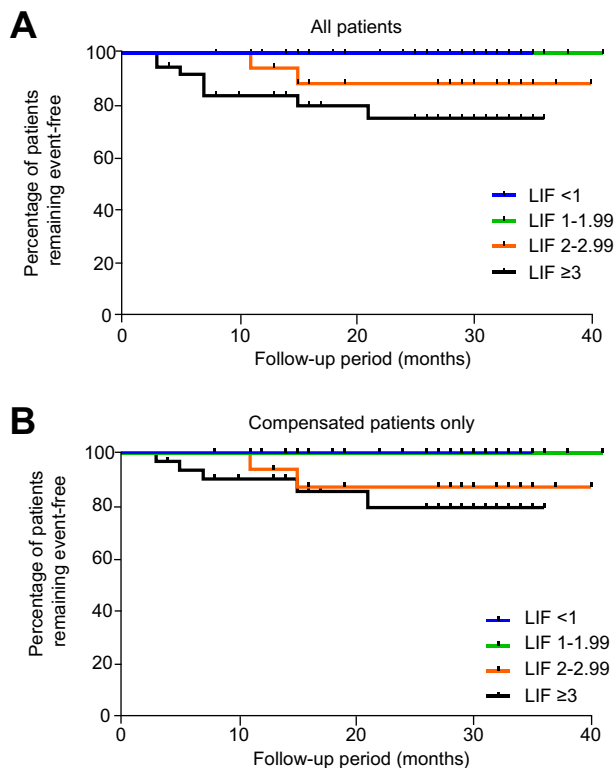 A
All patients
100
80
60
40
20
0
Percentage of patients
remaining event-free
LIF <1
LIF 1-1.99
LIF 2-2.99
LIF ≥3
0 10 20 30 40
Follow-up period (months)
B
Compensated patients only
100
80
60
40
20
0
Percentage of patients
remaining event-free
LIF <1
LIF 1-1.99
LIF 2-2.99
LIF ≥3
0 10 20 30 40
Follow-up period (months)